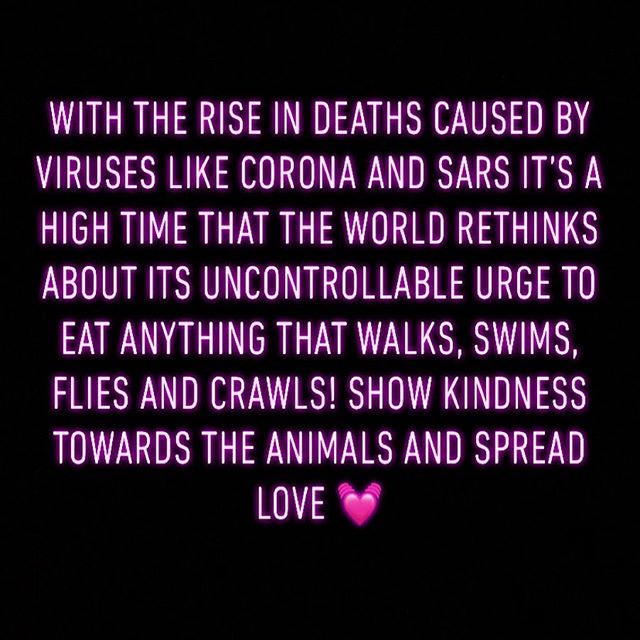 WITH THE RISE IN DEATHS CAUSED BY
VIRUSES LIKE CORONA AND SARS IT'S A
HIGH TIME THAT THE WORLD RETHINKS
ABOUT ITS UNCONTROLLABLE URGE TO
EAT ANYTHING THAT WALKS, SWIMS,
FLIES AND CRAWLS! SHOW KINDNESS
TOWARDS THE ANIMALS AND SPREAD
LOVE 💓